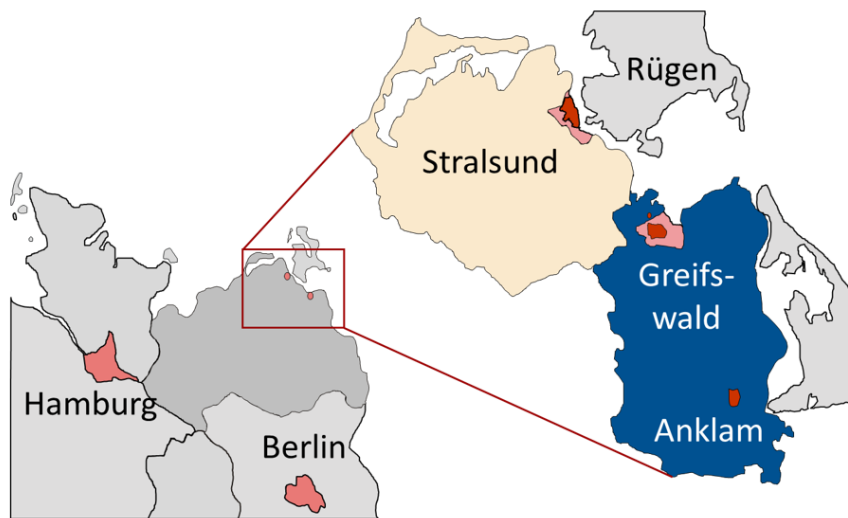 Rügen
Stralsund
Greifs-
wald
Hamburg
Anklam
Berlin